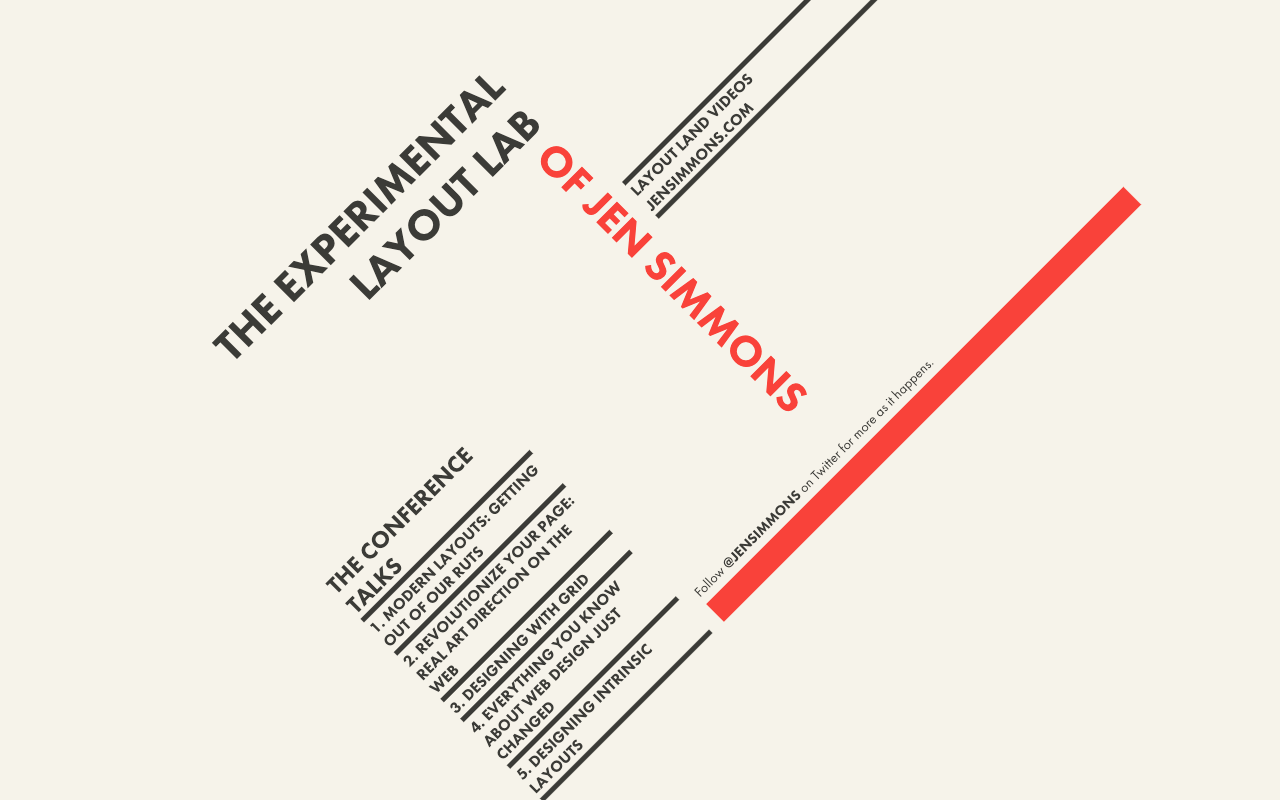 THE EXPERIMENTAL
LAYOUT LAB
OF JEN SIMMONS
LAYOUT LAND VIDEOS
JENSIMMONS.COM
THE CONFERENCE
TALKS
1. MODERN LAYOUTS: GETTING
OUT OF OUR RUTS
2. REVOLUTIONIZE YOUR PAGE:
REAL ART DIRECTION ON THE
WEB
3. DESIGNING WITH GRID
4. EVERYTHING YOU KNOW
ABOUT WEB DESIGN JUST
CHANGED
5. DESIGNING INTRINSIC
LAYOUTS
Follow @JENSIMMONS on Twitter for more as it happens.